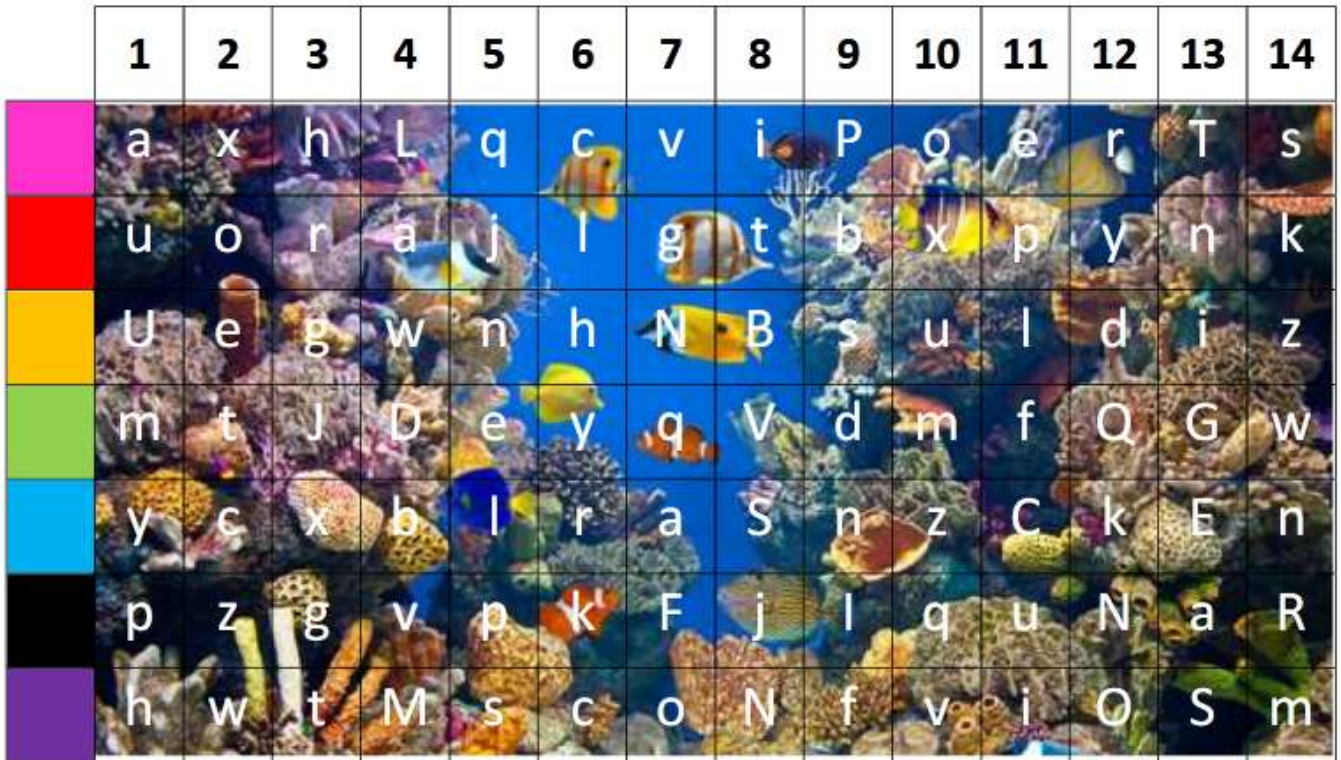 1 2 3 4 5 6 7 8 9 10 11 12 13 14
a x h L q c v i P o e r T s
u o r a j l g t b x p y n k
U e g w n h N B s u l d i z
m t J D e y q V d m f Q G w
y c x b l r a S n z C k E n
p z g v p k F j l q u N a R
h w t M s c o N f v i O S m